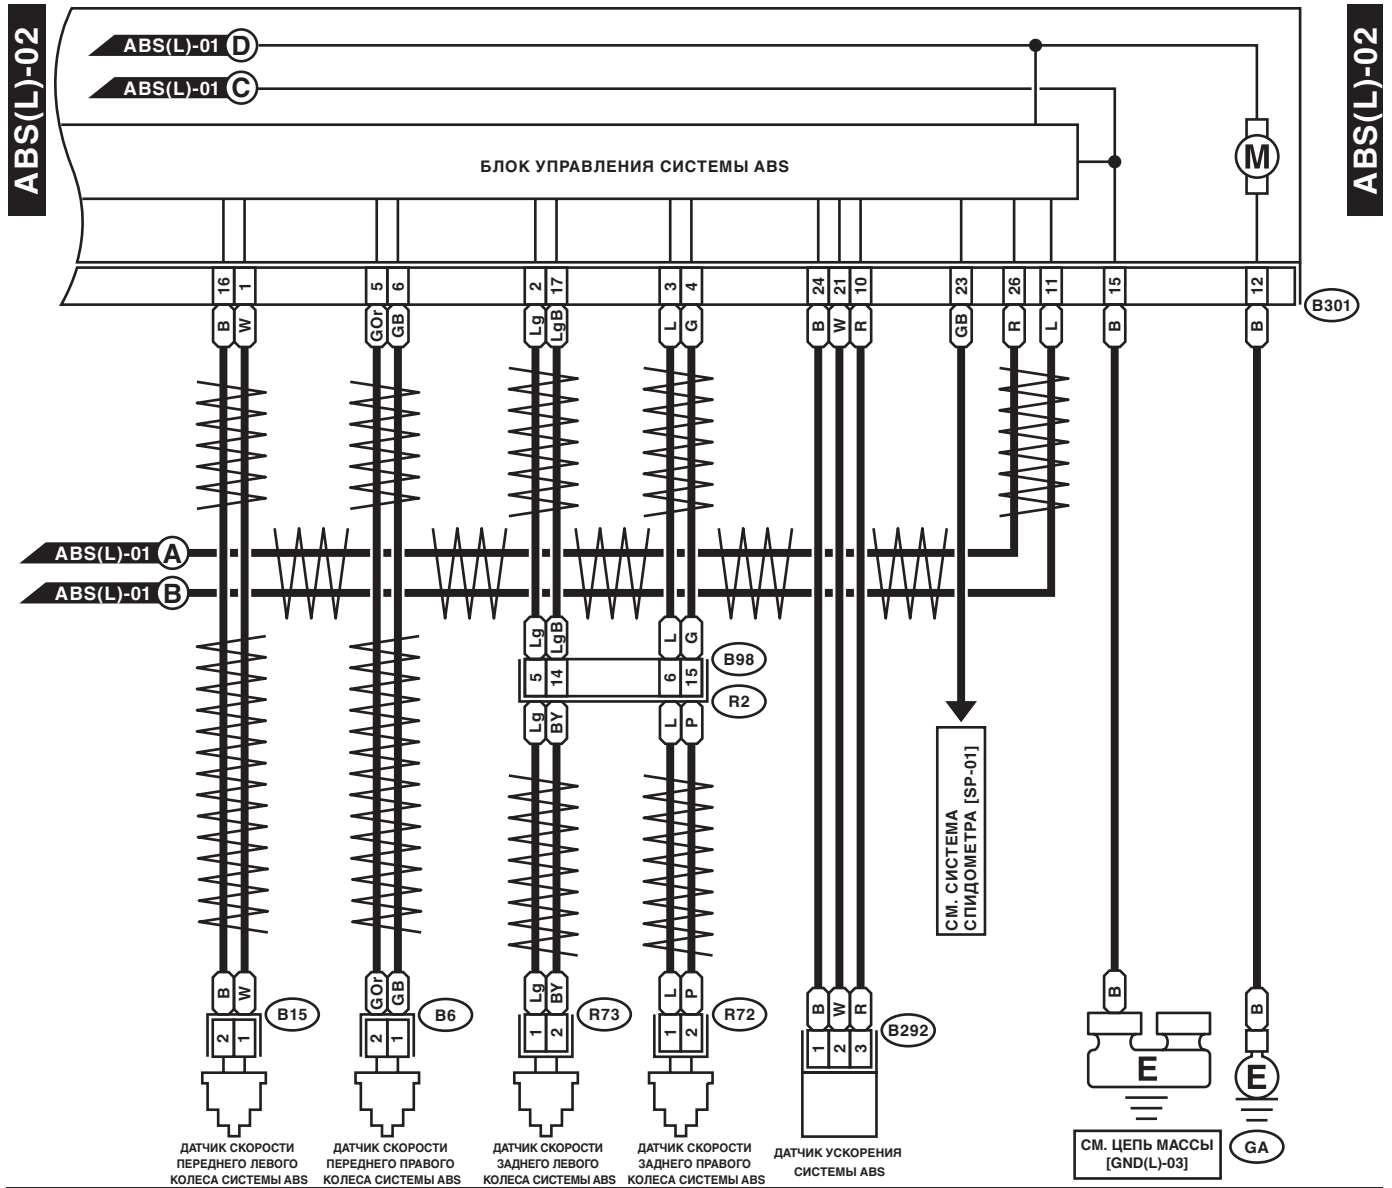 ABS(L)-02
ABS(L)-02
ABS(L)-01 D
ABS(L)-01 C
БЛОК УПРАВЛЕНИЯ СИСТЕМЫ ABS
M
16 1 5 6 2 17 3 4 24 21 10 23 26 11 15 12
B301
B W GOr GB Lg LgB L G B W R GB R L B B
ABS(L)-01 A
ABS(L)-01 B
Lg LgB L G
B98
5 14 6 15
R2
Lg BY L P
СМ. СИСТЕМА
СПИДОМЕТРА [SP-01]
B W GOr GB Lg BY L P B W R B B
B15 B6 R73 R72 B292
2 1 2 1 1 2 1 2 1 2 3
E
E
ДАТЧИК СКОРОСТИ
ПЕРЕДНЕГО ЛЕВОГО
КОЛЕСА СИСТЕМЫ ABS
ДАТЧИК СКОРОСТИ
ПЕРЕДНЕГО ПРАВОГО
КОЛЕСА СИСТЕМЫ ABS
ДАТЧИК СКОРОСТИ
ЗАДНЕГО ЛЕВОГО
КОЛЕСА СИСТЕМЫ ABS
ДАТЧИК СКОРОСТИ
ЗАДНЕГО ПРАВОГО
КОЛЕСА СИСТЕМЫ ABS
ДАТЧИК УСКОРЕНИЯ
СИСТЕМЫ ABS
СМ. ЦЕПЬ МАССЫ
[GND(L)-03]
GA